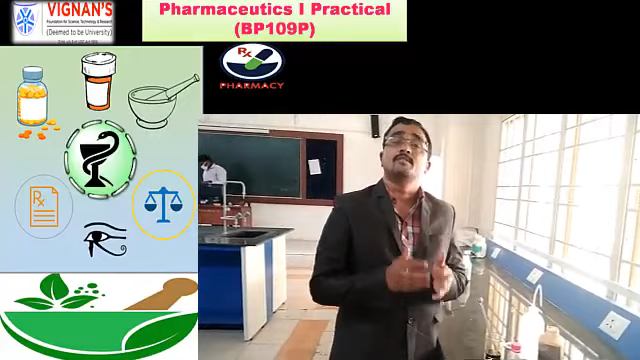 VIGNAN'S
Foundation for Science, Technology & Research
(Deemed to be University)
Pharmaceutics I Practical
(BP109P)
Rx
PHARMACY
Rx